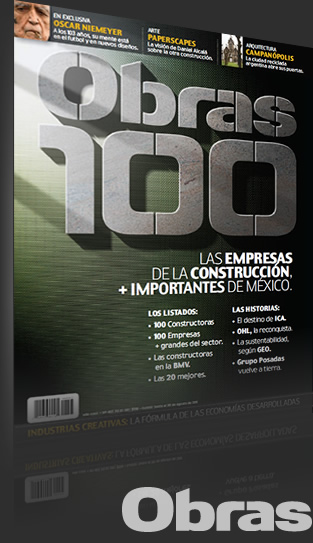 EN EXCLUSIVA
OSCAR NIEMEYER
A los 103 años, su mente está
en el futbol y en nuevos diseños.
ARTE
PAPERSCAPES
La visión de Daniel Alcalá
sobre la otra construcción.
ARQUITECTURA
CAMPANÓPOLIS
La ciudad reciclada
argentina abre sus puertas.
Obras
100
LAS EMPRESAS
DE LA CONSTRUCCIÓN,
+ IMPORTANTES DE MÉXICO.
LOS LISTADOS:
• 100 Constructoras
• 100 Empresas
+ grandes del sector.
• Las constructoras
en la BMV.
• Las 20 mejores.
LAS HISTORIAS:
• El destino de ICA.
• OHL, la reconquista.
• La sustentabilidad,
según GEO.
• Grupo Posadas
vuelve a tierra.
INDUSTRIAS CREATIVAS: LA FÓRMULA DE LAS ECONOMÍAS DESARROLLADAS
Obras